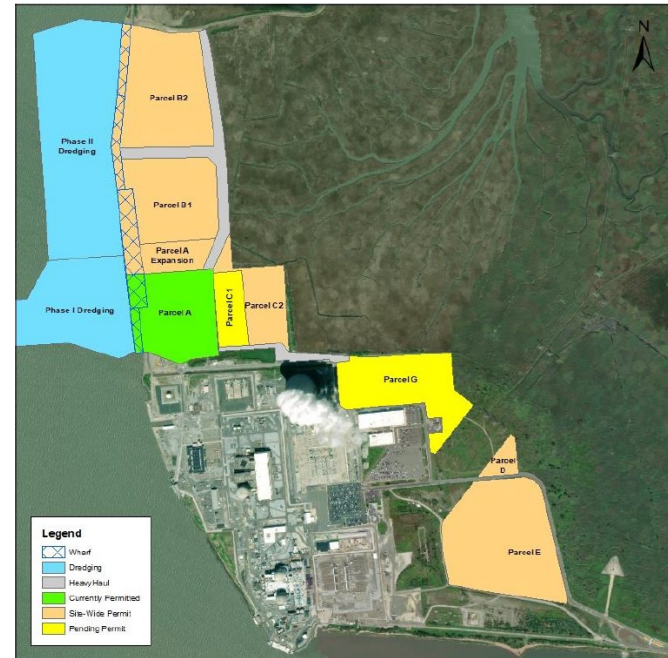 N
Parcel B2
Phase II
Dredging
Parcel B1
Parcel A
Expansion
Phase I Dredging
Parcel A
Parcel C1
Parcel C2
Parcel G
Parcel
D
Parcel E
Legend
Wharf
Dredging
Heavy Haul
Currently Permitted
Site-Wide Permit
Pending Permit